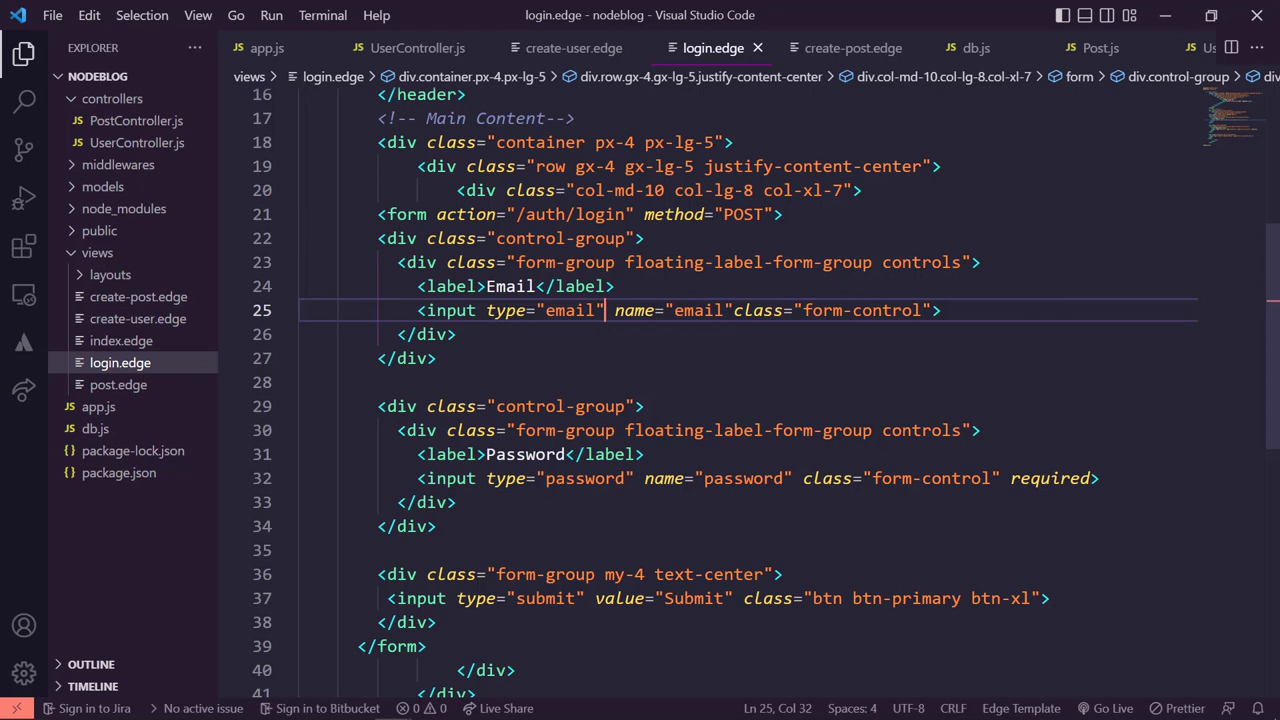 File Edit Selection View Go Run Terminal Help login.edge - nodeblog - Visual Studio Code
EXPLORER
app.js UserController.js create-user.edge login.edge create-post.edge db.js Post.js Us
NODEBLOG
views > login.edge > div.container.px-4.px-lg-5 > div.row.gx-4.gx-lg-5.justify-content-center > div.col-md-10.col-lg-8.col-xl-7 > form > div.control-group > div
controllers
PostController.js
UserController.js
middlewares
models
node_modules
public
views
layouts
create-post.edge
create-user.edge
index.edge
login.edge
post.edge
app.js
db.js
package-lock.json
package.json
OUTLINE
TIMELINE
16 </header>
17 <!-- Main Content-->
18 <div class="container px-4 px-lg-5">
19 <div class="row gx-4 gx-lg-5 justify-content-center">
20 <div class="col-md-10 col-lg-8 col-xl-7">
21 <form action="/auth/login" method="POST">
22 <div class="control-group">
23 <div class="form-group floating-label-form-group controls">
24 <label>Email</label>
25 <input type="email" name="email"class="form-control">
26 </div>
27 </div>
28
29 <div class="control-group">
30 <div class="form-group floating-label-form-group controls">
31 <label>Password</label>
32 <input type="password" name="password" class="form-control" required>
33 </div>
34 </div>
35
36 <div class="form-group my-4 text-center">
37 <input type="submit" value="Submit" class="btn btn-primary btn-xl">
38 </div>
39 </form>
40 </div>
41 </div>
Sign in to Jira No active issue Sign in to Bitbucket 0 0 Live Share Ln 25, Col 32 Spaces: 4 UTF-8 CRLF Edge Template Go Live Prettier